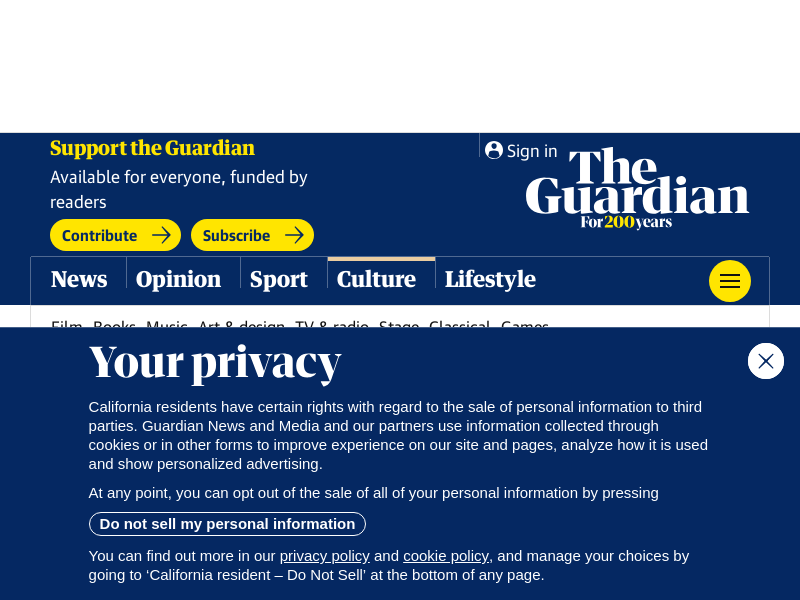 Support the Guardian
Available for everyone, funded by
readers
Contribute
Subscribe
Sign in
The
Guardian
For 200 years
News Opinion Sport Culture Lifestyle
Film Books Music Art & design TV & radio Stage Classical Games
Your privacy
California residents have certain rights with regard to the sale of personal information to third
parties. Guardian News and Media and our partners use information collected through
cookies or in other forms to improve experience on our site and pages, analyze how it is used
and show personalized advertising.
At any point, you can opt out of the sale of all of your personal information by pressing
Do not sell my personal information
You can find out more in our privacy policy and cookie policy, and manage your choices by
going to ‘California resident – Do Not Sell’ at the bottom of any page.